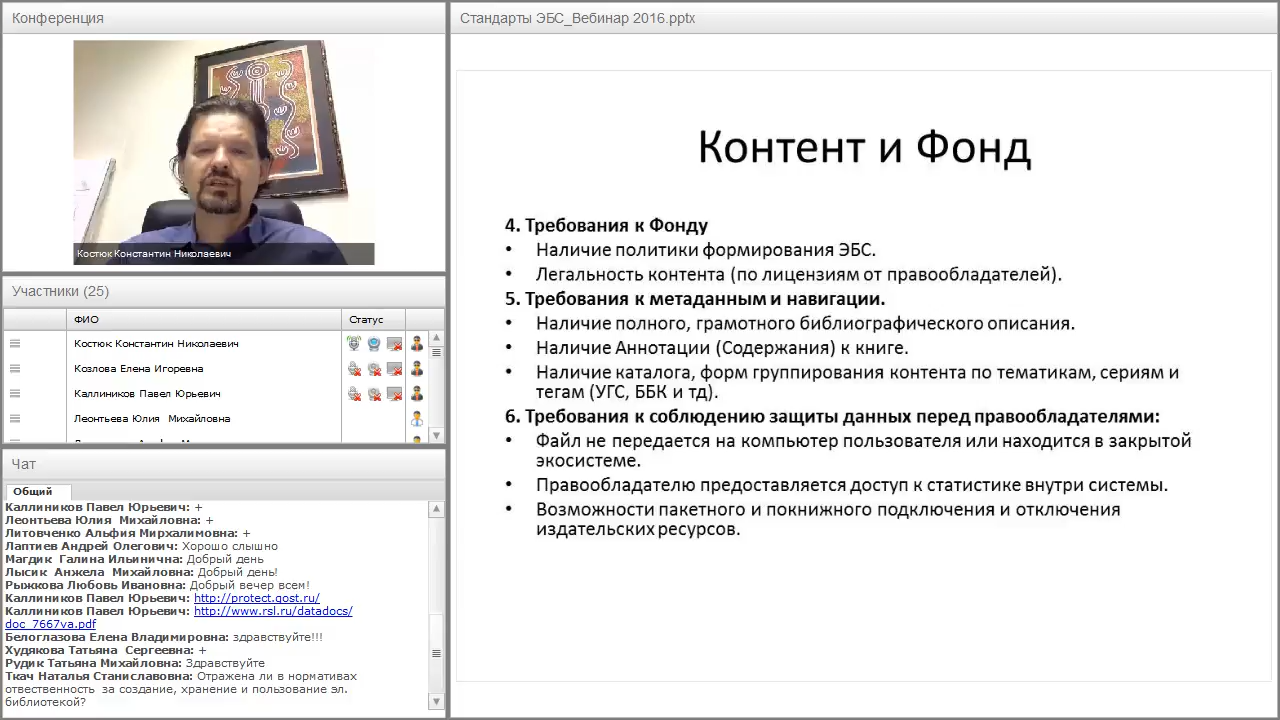 Конференция
Костюк Константин Николаевич
Участники (25)
ФИО Статус
Костюк Константин Николаевич
Козлова Елена Игоревна
Каллиников Павел Юрьевич
Леонтьева Юлия Михайловна
Чат
Общий
Каллиников Павел Юрьевич: +
Леонтьева Юлия Михайловна: +
Литовченко Альфия Мирхалимовна: +
Лаптиев Андрей Олегович: Хорошо слышно
Магдик Галина Ильинична: Добрый день
Лысик Анжела Михайловна: Добрый день!
Рыжкова Любовь Ивановна: Добрый вечер всем!
Каллиников Павел Юрьевич: http://protect.gost.ru/
Каллиников Павел Юрьевич: http://www.rsl.ru/datadocs/
doc_7667va.pdf
Белоглазова Елена Владимировна: здравствуйте!!!
Худякова Татьяна Сергеевна: +
Рудик Татьяна Михайловна: Здравствуйте
Ткач Наталья Станиславовна: Отражена ли в нормативах
отвественность за создание, хранение и пользование эл.
библиотекой?
Стандарты ЭБС_Вебинар 2016.pptx
Контент и Фонд
4. Требования к Фонду
• Наличие политики формирования ЭБС.
• Легальность контента (по лицензиям от правообладателей).
5. Требования к метаданным и навигации.
• Наличие полного, грамотного библиографического описания.
• Наличие Аннотации (Содержания) к книге.
• Наличие каталога, форм группирования контента по тематикам, сериям и
тегам (УГС, ББК и тд).
6. Требования к соблюдению защиты данных перед правообладателями:
• Файл не передается на компьютер пользователя или находится в закрытой
экосистеме.
• Правообладателю предоставляется доступ к статистике внутри системы.
• Возможности пакетного и покнижного подключения и отключения
издательских ресурсов.